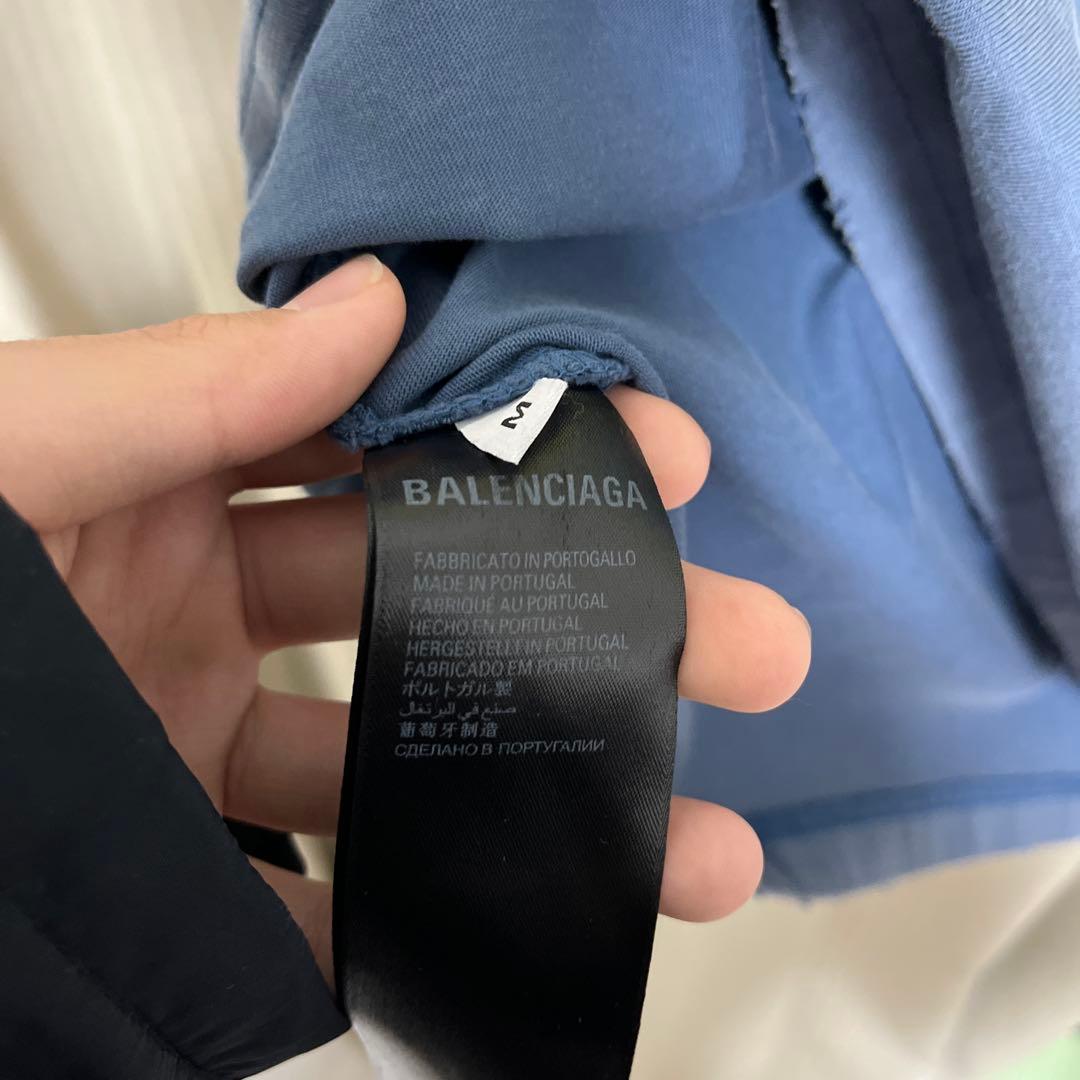 M
BALENCIAGA
FABBRICATO IN PORTOGALLO
MADE IN PORTUGAL
FABRIQUÉ AU PORTUGAL
HECHO EN PORTUGAL
HERGESTELLT IN PORTUGAL
FABRICADO EM PORTUGAL
ポルトガル製
صنع في البرتغال
葡萄牙制造
СДЕЛАНО В ПОРТУГАЛИИ